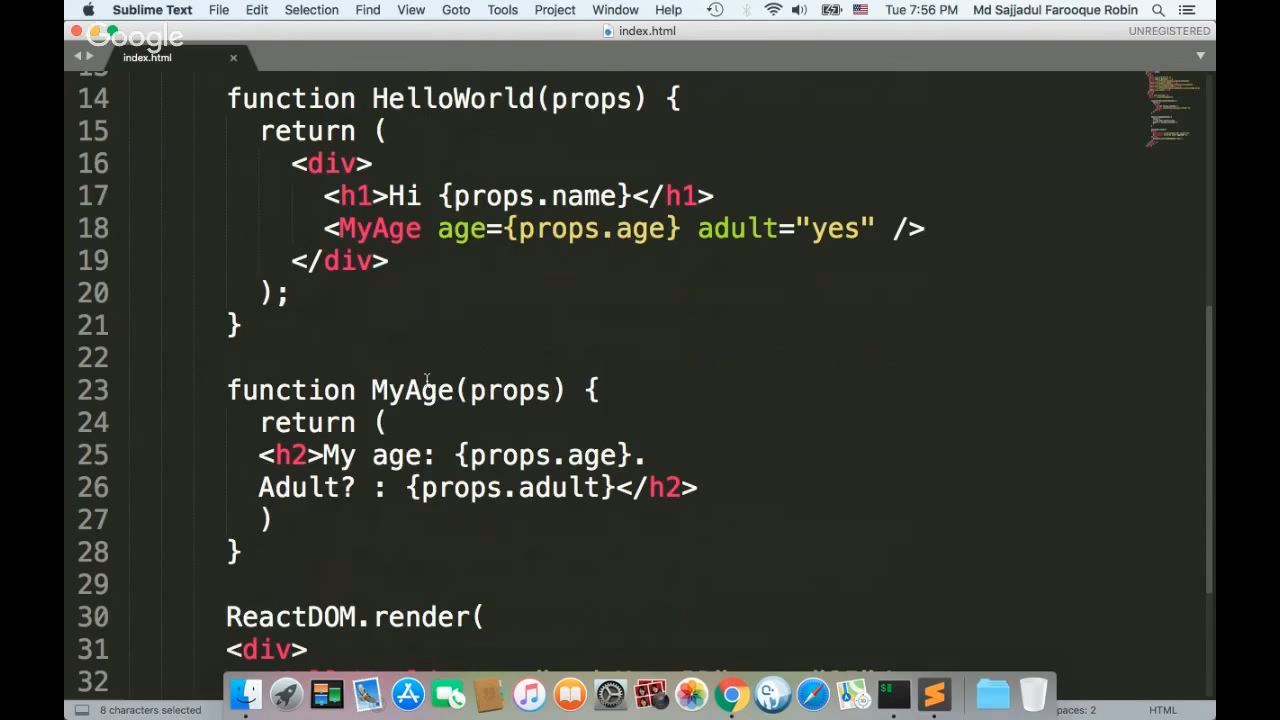 Sublime Text File Edit Selection Find View Goto Tools Project Window Help Tue 7:56 PM Md Sajjadul Farooque Robin
Google
index.html UNREGISTERED
index.html
14 function HelloWorld(props) {
15 return (
16 <div>
17 <h1>Hi {props.name}</h1>
18 <MyAge age={props.age} adult="yes" />
19 </div>
20 );
21 }
22
23 function MyAge(props) {
24 return (
25 <h2>My age: {props.age}.
26 Adult? : {props.adult}</h2>
27 )
28 }
29
30 ReactDOM.render(
31 <div>
32
8 characters selected paces: 2 HTML